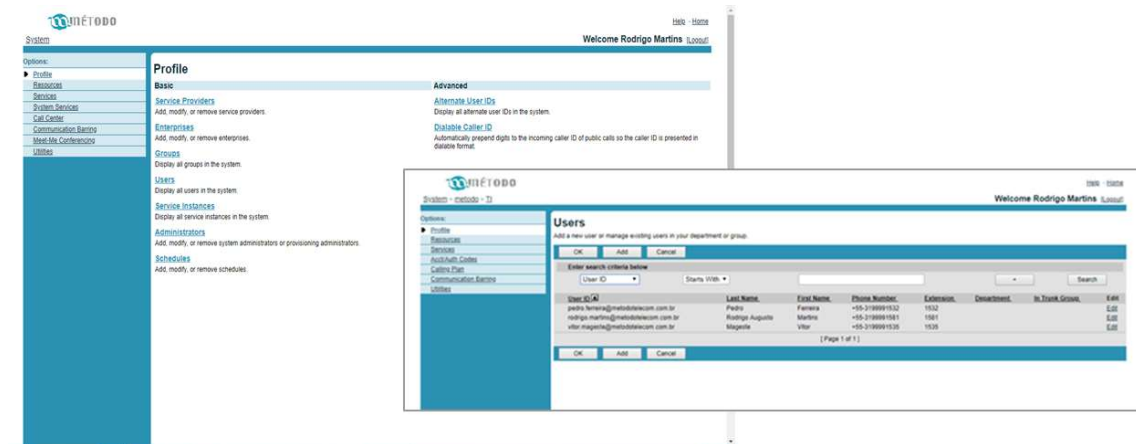 MÉTODO
Help - Home
System
Welcome Rodrigo Martins [Logout]
Options:
Profile
Resources
Services
System Services
Call Center
Communication Barring
Meet-Me Conferencing
Utilities
Profile
Basic
Service Providers
Add, modify, or remove service providers.
Enterprises
Add, modify, or remove enterprises.
Groups
Display all groups in the system.
Users
Display all users in the system.
Service Instances
Display all service instances in the system.
Administrators
Add, modify, or remove system administrators or provisioning administrators.
Schedules
Add, modify, or remove schedules.
Advanced
Alternate User IDs
Display all alternate user IDs in the system.
Dialable Caller ID
Automatically prepend digits to the incoming caller ID of public calls so the caller ID is presented in
dialable format.
MÉTODO
Help - Home
System - metodo - TI
Welcome Rodrigo Martins [Logout]
Options:
Profile
Resources
Services
Acct/Auth Codes
Calling Plan
Communication Barring
Utilities
Users
Add a new user or manage existing users in your department or group.
OK Add Cancel
Enter search criteria below
User ID Starts With + Search
User ID Last Name First Name Phone Number Extension Department In Trunk Group Edit
pedro.ferreira@metodotelecom.com.br Pedro Ferreira +55-3198991532 1532 Edit
rodrigo.martins@metodotelecom.com.br Rodrigo Augusto Martins +55-3198991581 1581 Edit
vitor.mageste@metodotelecom.com.br Mageste Vitor +55-3198991535 1535 Edit
[ Page 1 of 1 ]
OK Add Cancel